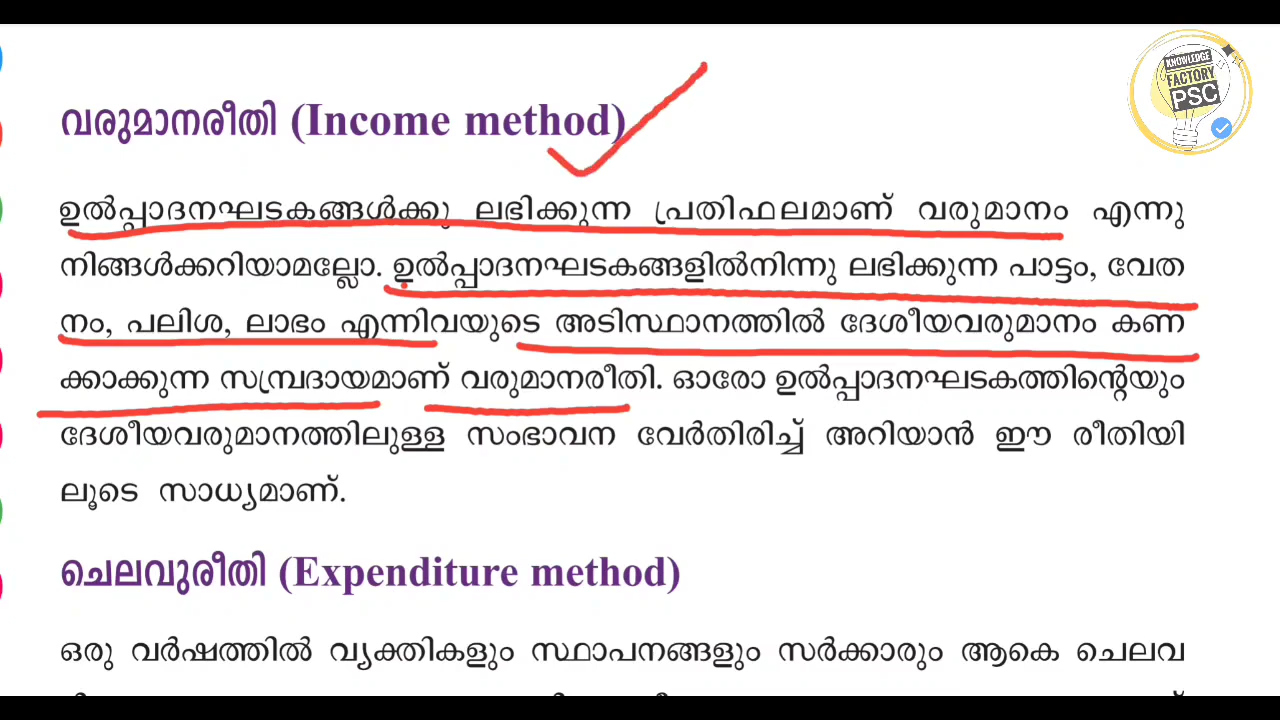 KNOWLEDGE
FACTORY
PSC
വരുമാനരീതി (Income method)
ഉൽപ്പാദനഘടകങ്ങൾക്കു ലഭിക്കുന്ന പ്രതിഫലമാണ് വരുമാനം എന്നു
നിങ്ങൾക്കറിയാമല്ലോ. ഉൽപ്പാദനഘടകങ്ങളിൽനിന്നു ലഭിക്കുന്ന പാട്ടം, വേത
നം, പലിശ, ലാഭം എന്നിവയുടെ അടിസ്ഥാനത്തിൽ ദേശീയവരുമാനം കണ
ക്കാക്കുന്ന സമ്പ്രദായമാണ് വരുമാനരീതി. ഓരോ ഉൽപ്പാദനഘടകത്തിന്റെയും
ദേശീയവരുമാനത്തിലുള്ള സംഭാവന വേർതിരിച്ച് അറിയാൻ ഈ രീതിയി
ലൂടെ സാധ്യമാണ്.
ചെലവുരീതി (Expenditure method)
ഒരു വർഷത്തിൽ വ്യക്തികളും സ്ഥാപനങ്ങളും സർക്കാരും ആകെ ചെലവ